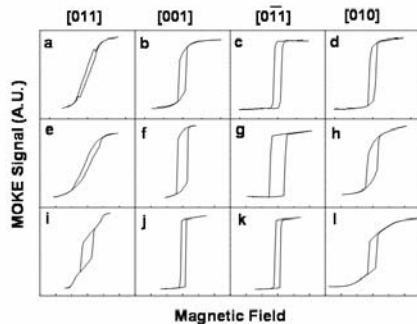 [011] [001] [01̅1̅] [010]
a b c d
e f g h
i j k l
MOKE Signal (A.U.)
Magnetic Field